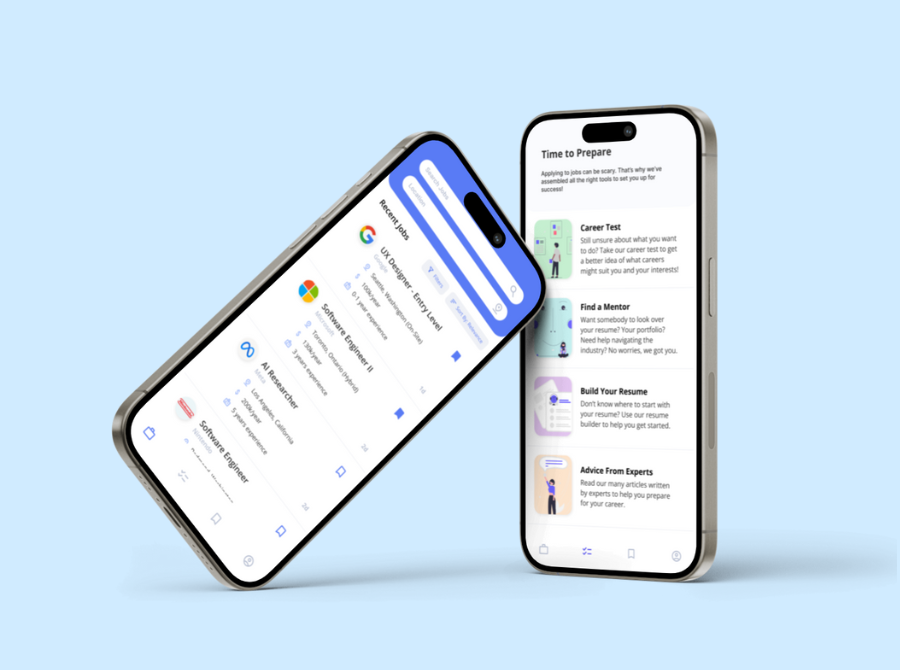 Search Jobs
Location
Filters
Recent Jobs
UX Designer - Entry Level
Google
Seattle, Washington (On-Site)
100k/year
0-1 year experience
1d
Software Engineer II
Microsoft
Toronto, Ontario (Hybrid)
130k/year
3 years experience
2d
AI Researcher
Meta
Los Angeles, California
200k/year
5 years experience
3d
Software Engineer
Nintendo
Time to Prepare
Applying to jobs can be scary. That's why we've
assembled all the right tools to set you up for
success!
Career Test
Still unsure about what you want
to do? Take our career test to get
a better idea of what careers
might suit you and your interests!
Find a Mentor
Want somebody to look over
your resume? Your portfolio?
Need help navigating the
industry? No worries, we got you.
Build Your Resume
Don't know where to start with
your resume? Use our resume
builder to help you get started.
Advice From Experts
Read our many articles written
by experts to help you prepare
for your career.